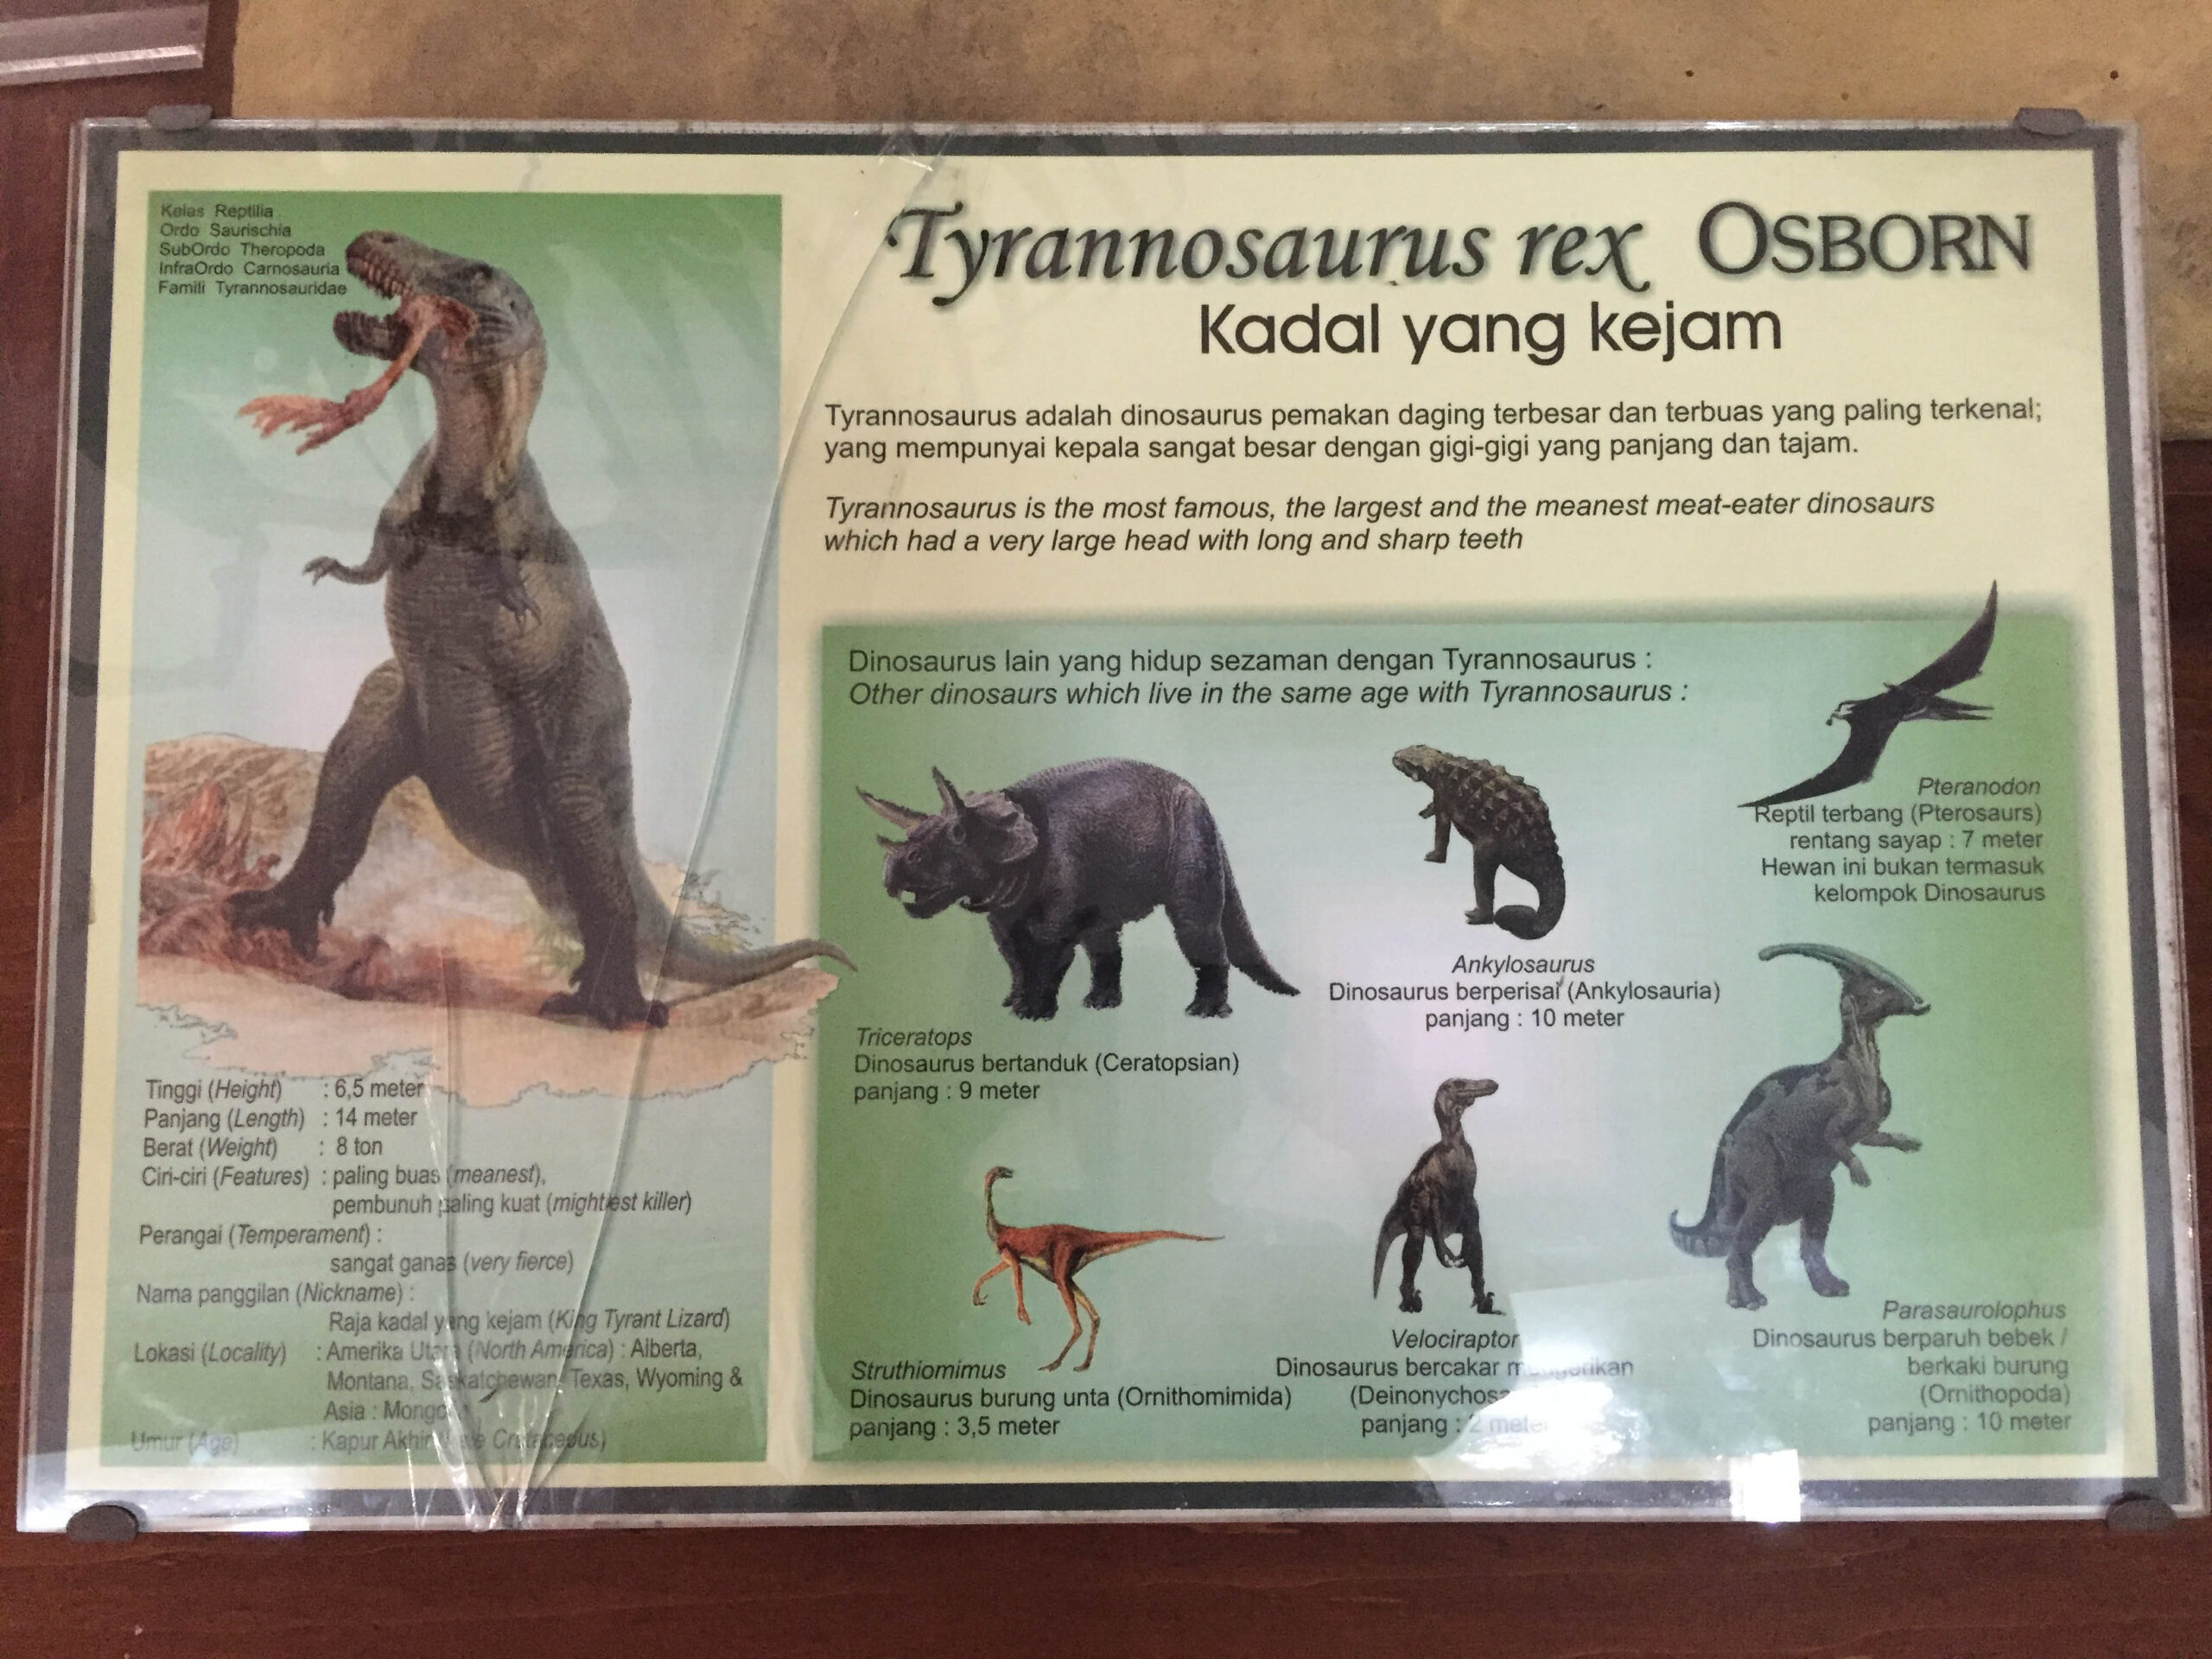 Kelas Reptilia
Ordo Saurischia
SubOrdo Theropoda
InfraOrdo Carnosauria
Famili Tyrannosauridae
Tyrannosaurus rex OSBORN
Kadal yang kejam
Tyrannosaurus adalah dinosaurus pemakan daging terbesar dan terbuas yang paling terkenal;
yang mempunyai kepala sangat besar dengan gigi-gigi yang panjang dan tajam.
Tyrannosaurus is the most famous, the largest and the meanest meat-eater dinosaurs
which had a very large head with long and sharp teeth
Tinggi (Height) : 6,5 meter
Panjang (Length) : 14 meter
Berat (Weight) : 8 ton
Ciri-ciri (Features) : paling buas (meanest),
pembunuh paling kuat (mightiest killer)
Perangai (Temperament) :
sangat ganas (very fierce)
Nama panggilan (Nickname) :
Raja kadal yang kejam (King Tyrant Lizard)
Lokasi (Locality) : Amerika Utara (North America) : Alberta,
Montana, Saskatchewan, Texas, Wyoming &
Asia :
Umur (Age) : Kapur Akhir Cretaceous)
Dinosaurus lain yang hidup sezaman dengan Tyrannosaurus :
Other dinosaurs which live in the same age with Tyrannosaurus :
Pteranodon
Reptil terbang (Pterosaurs)
rentang sayap : 7 meter
Hewan ini bukan termasuk
kelompok Dinosaurus
Ankylosaurus
Dinosaurus berperisai (Ankylosauria)
panjang : 10 meter
Triceratops
Dinosaurus bertanduk (Ceratopsian)
panjang : 9 meter
Struthiomimus
Dinosaurus burung unta (Ornithomimida)
panjang : 3,5 meter
Velociraptor
Dinosaurus bercakar
panjang : 2 meter
Parasaurolophus
Dinosaurus berparuh bebek /
berkaki burung
(Ornithopoda)
panjang : 10 meter